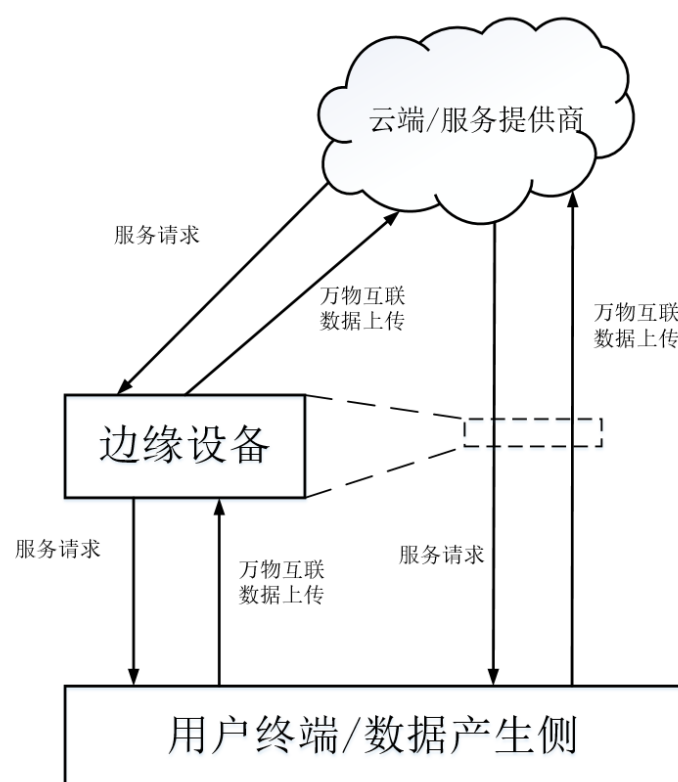 云端/服务提供商
服务请求
万物互联
数据上传
万物互联
数据上传
边缘设备
服务请求
万物互联
数据上传
服务请求
用户终端/数据产生侧